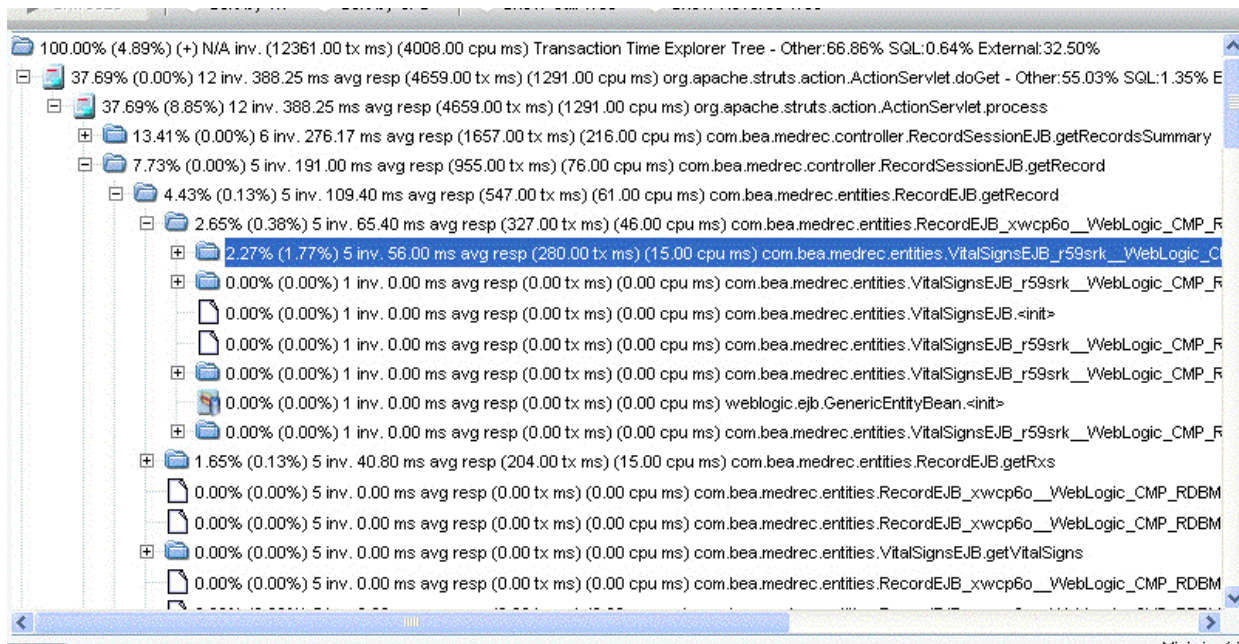 100.00% (4.89%) (+) N/A inv. (12361.00 tx ms) (4008.00 cpu ms) Transaction Time Explorer Tree - Other:66.86% SQL:0.64% External:32.50%
37.69% (0.00%) 12 inv. 388.25 ms avg resp (4659.00 tx ms) (1291.00 cpu ms) org.apache.struts.action.ActionServlet.doGet - Other:55.03% SQL:1.35% E
37.69% (8.85%) 12 inv. 388.25 ms avg resp (4659.00 tx ms) (1291.00 cpu ms) org.apache.struts.action.ActionServlet.process
13.41% (0.00%) 6 inv. 276.17 ms avg resp (1657.00 tx ms) (216.00 cpu ms) com.bea.medrec.controller.RecordSessionEJB.getRecordsSummary
7.73% (0.00%) 5 inv. 191.00 ms avg resp (955.00 tx ms) (76.00 cpu ms) com.bea.medrec.controller.RecordSessionEJB.getRecord
4.43% (0.13%) 5 inv. 109.40 ms avg resp (547.00 tx ms) (61.00 cpu ms) com.bea.medrec.entities.RecordEJB.getRecord
2.65% (0.38%) 5 inv. 65.40 ms avg resp (327.00 tx ms) (46.00 cpu ms) com.bea.medrec.entities.RecordEJB_xwcp6o__WebLogic_CMP_R
2.27% (1.77%) 5 inv. 56.00 ms avg resp (280.00 tx ms) (15.00 cpu ms) com.bea.medrec.entities.VitalSignsEJB_r59srk__WebLogic_C
0.00% (0.00%) 1 inv. 0.00 ms avg resp (0.00 tx ms) (0.00 cpu ms) com.bea.medrec.entities.VitalSignsEJB_r59srk__WebLogic_CMP_R
0.00% (0.00%) 1 inv. 0.00 ms avg resp (0.00 tx ms) (0.00 cpu ms) com.bea.medrec.entities.VitalSignsEJB.<init>
0.00% (0.00%) 1 inv. 0.00 ms avg resp (0.00 tx ms) (0.00 cpu ms) com.bea.medrec.entities.VitalSignsEJB_r59srk__WebLogic_CMP_R
0.00% (0.00%) 1 inv. 0.00 ms avg resp (0.00 tx ms) (0.00 cpu ms) com.bea.medrec.entities.VitalSignsEJB_r59srk__WebLogic_CMP_R
0.00% (0.00%) 1 inv. 0.00 ms avg resp (0.00 tx ms) (0.00 cpu ms) weblogic.ejb.GenericEntityBean.<init>
0.00% (0.00%) 1 inv. 0.00 ms avg resp (0.00 tx ms) (0.00 cpu ms) com.bea.medrec.entities.VitalSignsEJB_r59srk__WebLogic_CMP_R
1.65% (0.13%) 5 inv. 40.80 ms avg resp (204.00 tx ms) (15.00 cpu ms) com.bea.medrec.entities.RecordEJB.getRxs
0.00% (0.00%) 5 inv. 0.00 ms avg resp (0.00 tx ms) (0.00 cpu ms) com.bea.medrec.entities.RecordEJB_xwcp6o__WebLogic_CMP_RDBM
0.00% (0.00%) 5 inv. 0.00 ms avg resp (0.00 tx ms) (0.00 cpu ms) com.bea.medrec.entities.RecordEJB_xwcp6o__WebLogic_CMP_RDBM
0.00% (0.00%) 5 inv. 0.00 ms avg resp (0.00 tx ms) (0.00 cpu ms) com.bea.medrec.entities.VitalSignsEJB.getVitalSigns
0.00% (0.00%) 5 inv. 0.00 ms avg resp (0.00 tx ms) (0.00 cpu ms) com.bea.medrec.entities.RecordEJB_xwcp6o__WebLogic_CMP_RDBM